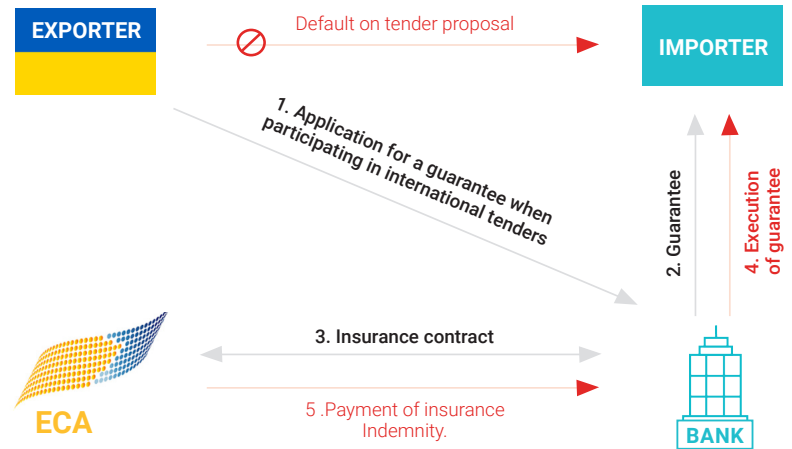 EXPORTER
Default on tender proposal
IMPORTER
1. Application for a guarantee when
participating in international tenders
2. Guarantee
4. Execution
of guarantee
3. Insurance contract
5 .Payment of insurance
Indemnity.
ECA
BANK